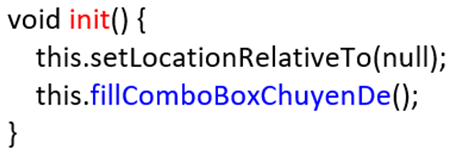 void init() {
this.setLocationRelativeTo(null);
this.fillComboBoxChuyenDe();
}